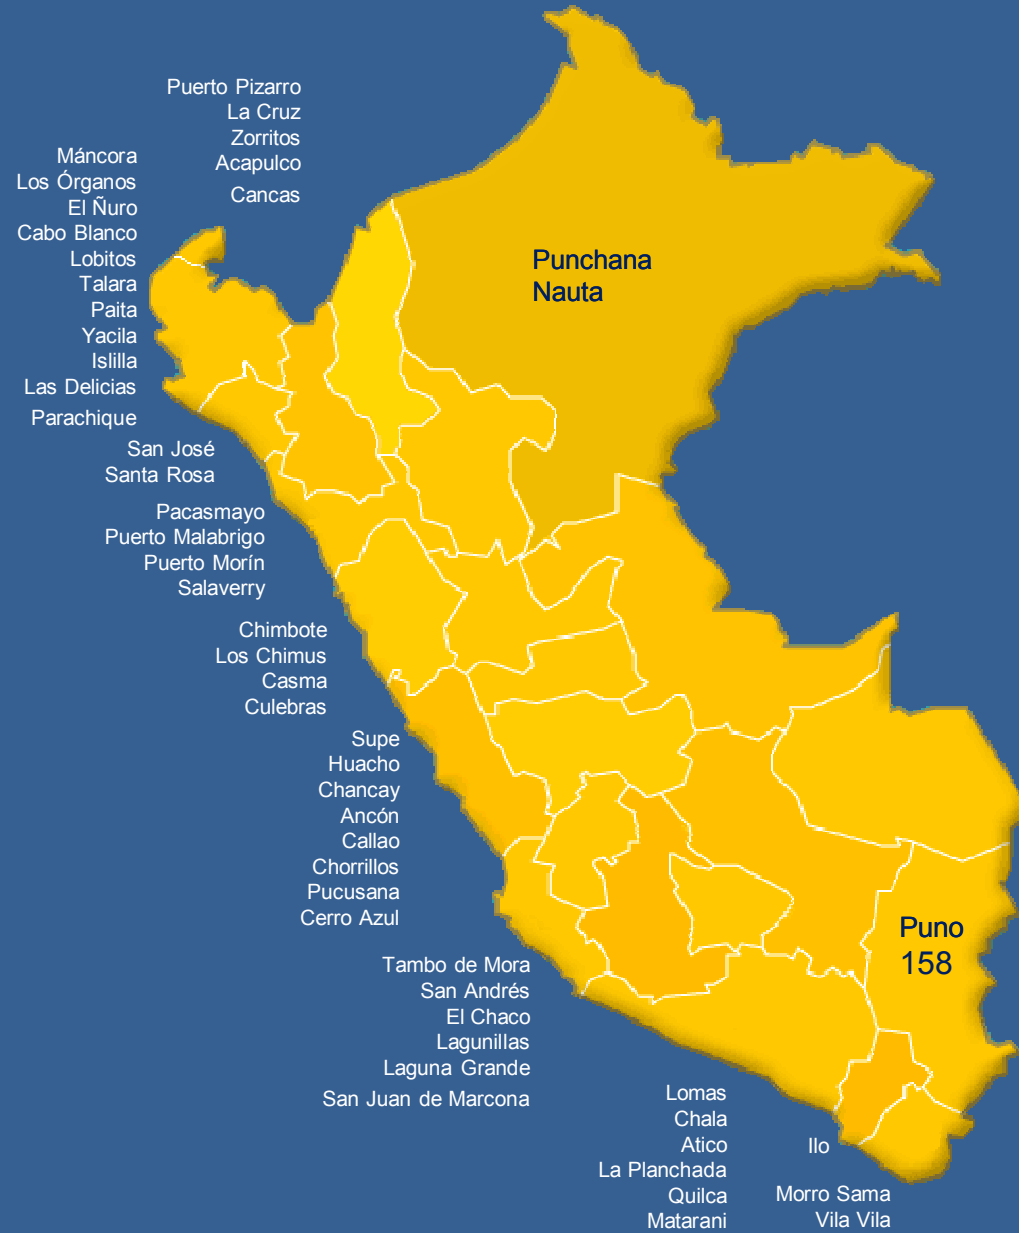 Puerto Pizarro
La Cruz
Zorritos
Acapulco
Cancas
Máncora
Los Órganos
El Ñuro
Cabo Blanco
Lobitos
Talara
Paita
Yacila
Islilla
Las Delicias
Parachique
San José
Santa Rosa
Pacasmayo
Puerto Malabrigo
Puerto Morín
Salaverry
Chimbote
Los Chimus
Casma
Culebras
Supe
Huacho
Chancay
Ancón
Callao
Chorrillos
Pucusana
Cerro Azul
Tambo de Mora
San Andrés
El Chaco
Lagunillas
Laguna Grande
San Juan de Marcona
Lomas
Chala
Atico
La Planchada
Quilca
Matarani
Ilo
Morro Sama
Vila Vila
Punchana
Nauta
Puno
158